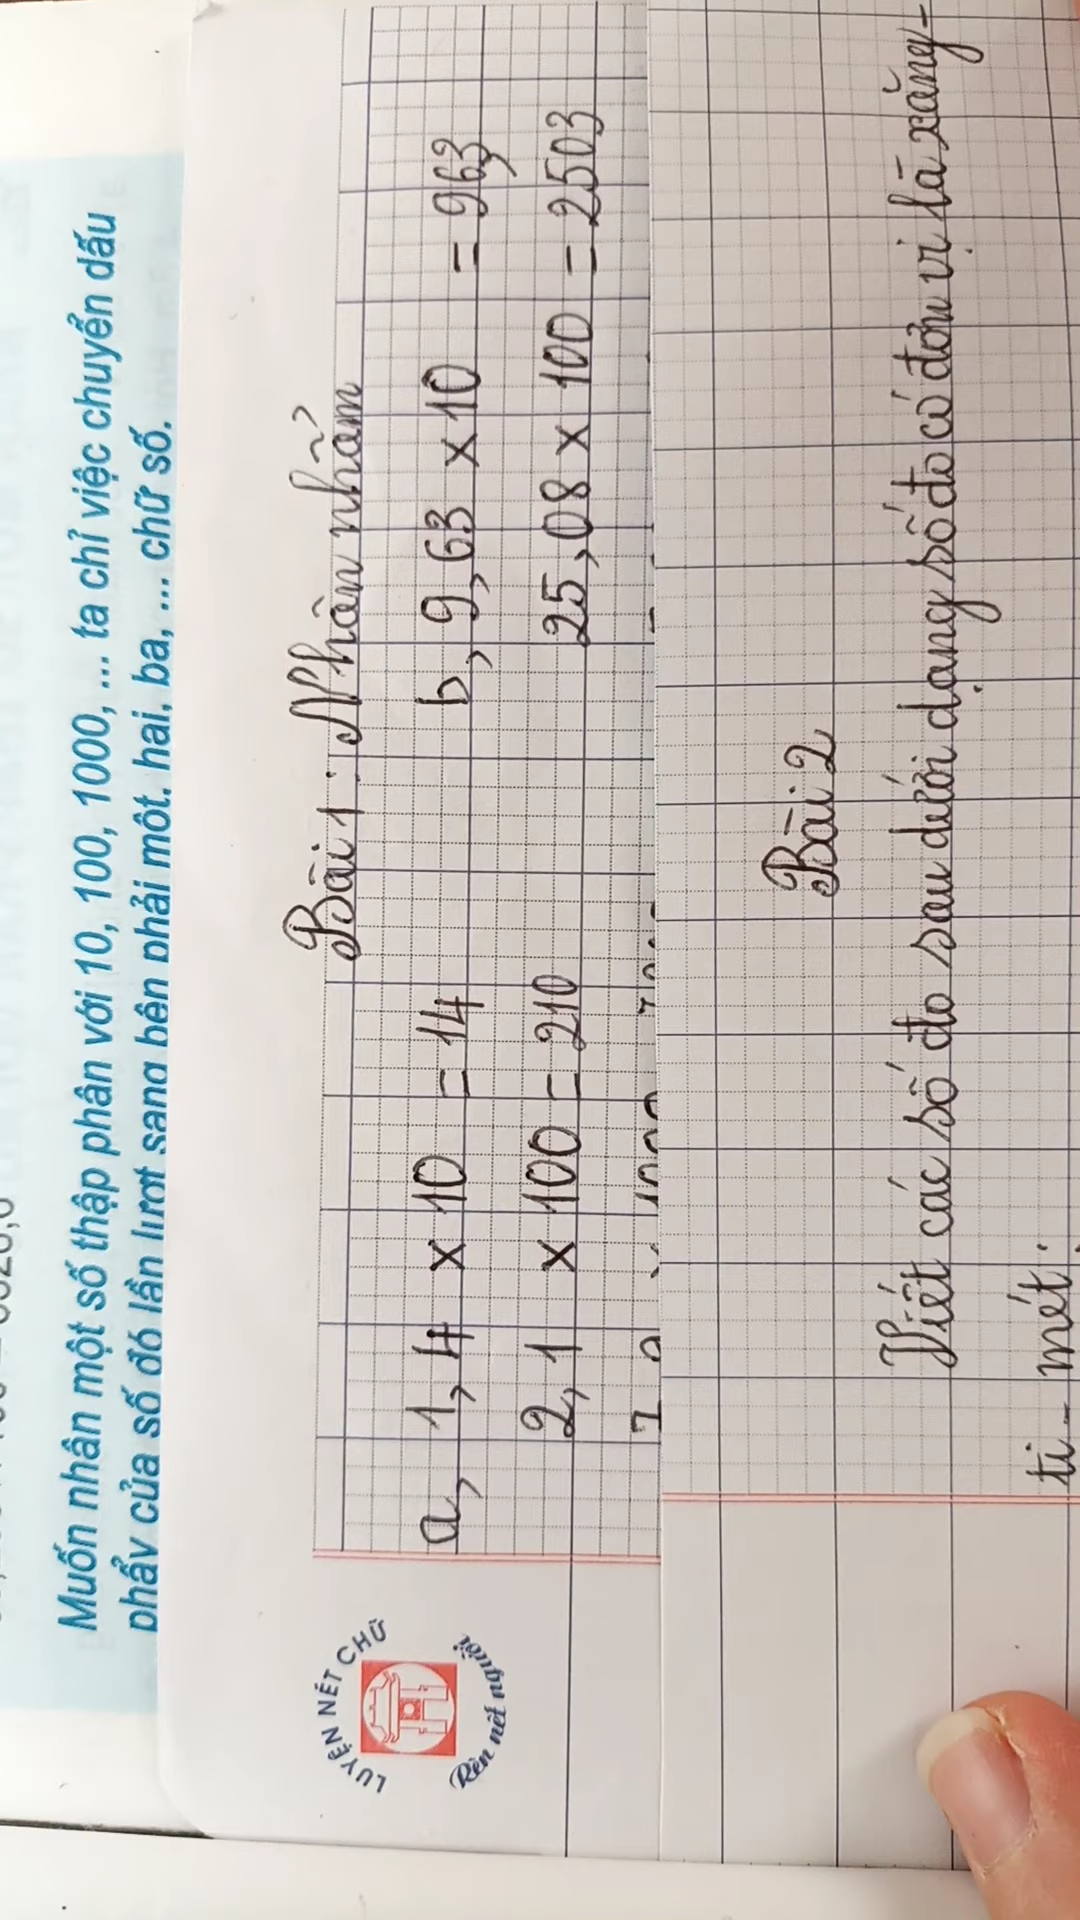 Muốn nhân một số thập phân với 10, 100, 1000, ... ta chỉ việc chuyển dấu
phẩy của số đó lần lượt sang bên phải một, hai, ba, ... chữ số.
LUYỆN NÉT CHỮ
Rèn nết người
Bài 1: Nhân nhẩm
a, 1,4 x 10 = 14 b, 9,63 x 10 = 963
2,1 x 100 = 210 25,08 x 100 = 2503
Bài 2
Viết các số đo sau dưới dạng số đo có đơn vị là xăng-
ti-mét: